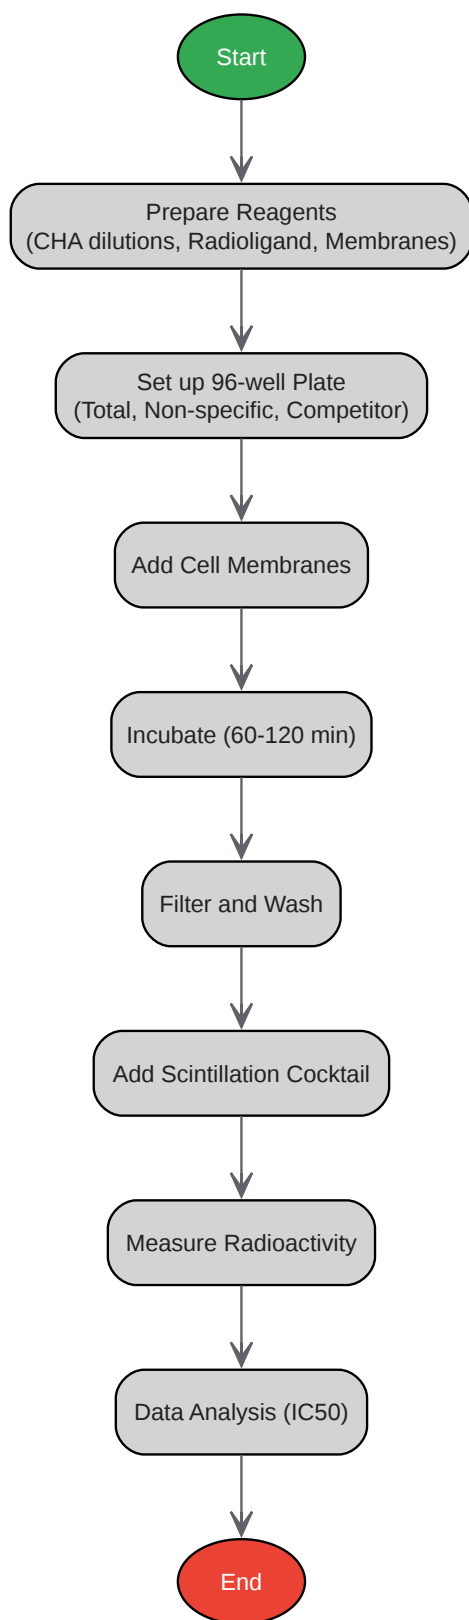 Start
Prepare Reagents
(CHA dilutions, Radioligand, Membranes)
Set up 96-well Plate
(Total, Non-specific, Competitor)
Add Cell Membranes
Incubate (60-120 min)
Filter and Wash
Add Scintillation Cocktail
Measure Radioactivity
Data Analysis (IC50)
End